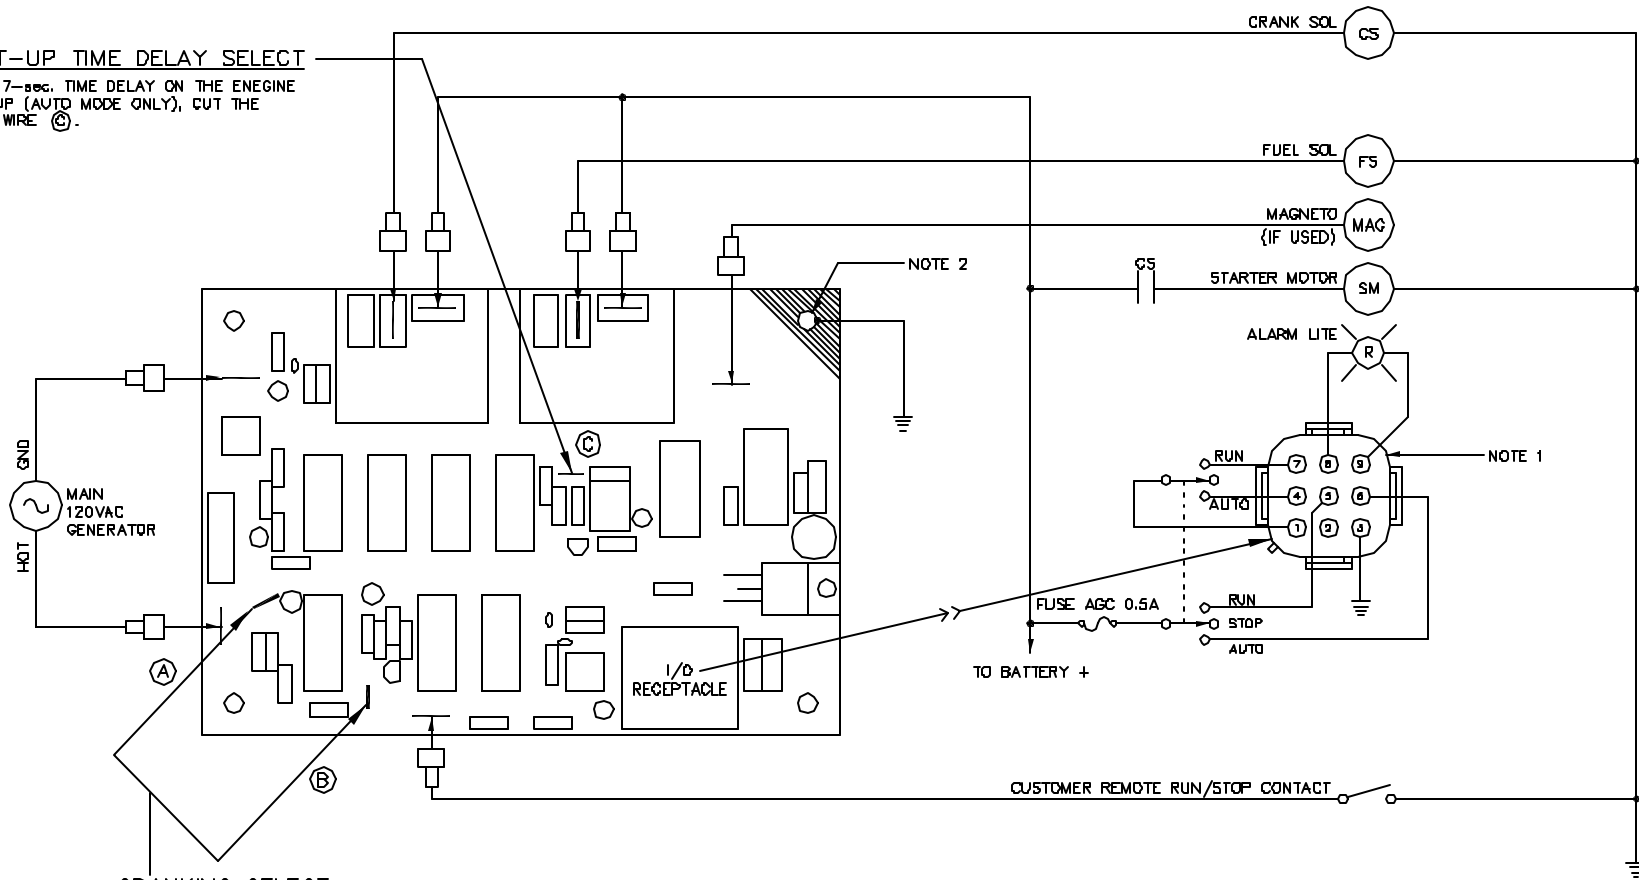 CRANK SOL
CS
T-UP TIME DELAY SELECT
7-sec. TIME DELAY ON THE ENEGINE
UP (AUTO MODE ONLY), CUT THE
WIRE C .
FUEL SOL
FS
MAGNETO
(IF USED)
MAG
NOTE 2
CS
STARTER MOTOR
SM
ALARM LITE
R
C
GND
MAIN
120VAC
GENERATOR
HOT
RUN
7 8 9
NOTE 1
AUTO
4 5 6
1 2 3
FUSE AGC 0.5A
RUN
STOP
AUTO
A
I/O
RECEPTACLE
TO BATTERY +
B
CUSTOMER REMOTE RUN/STOP CONTACT